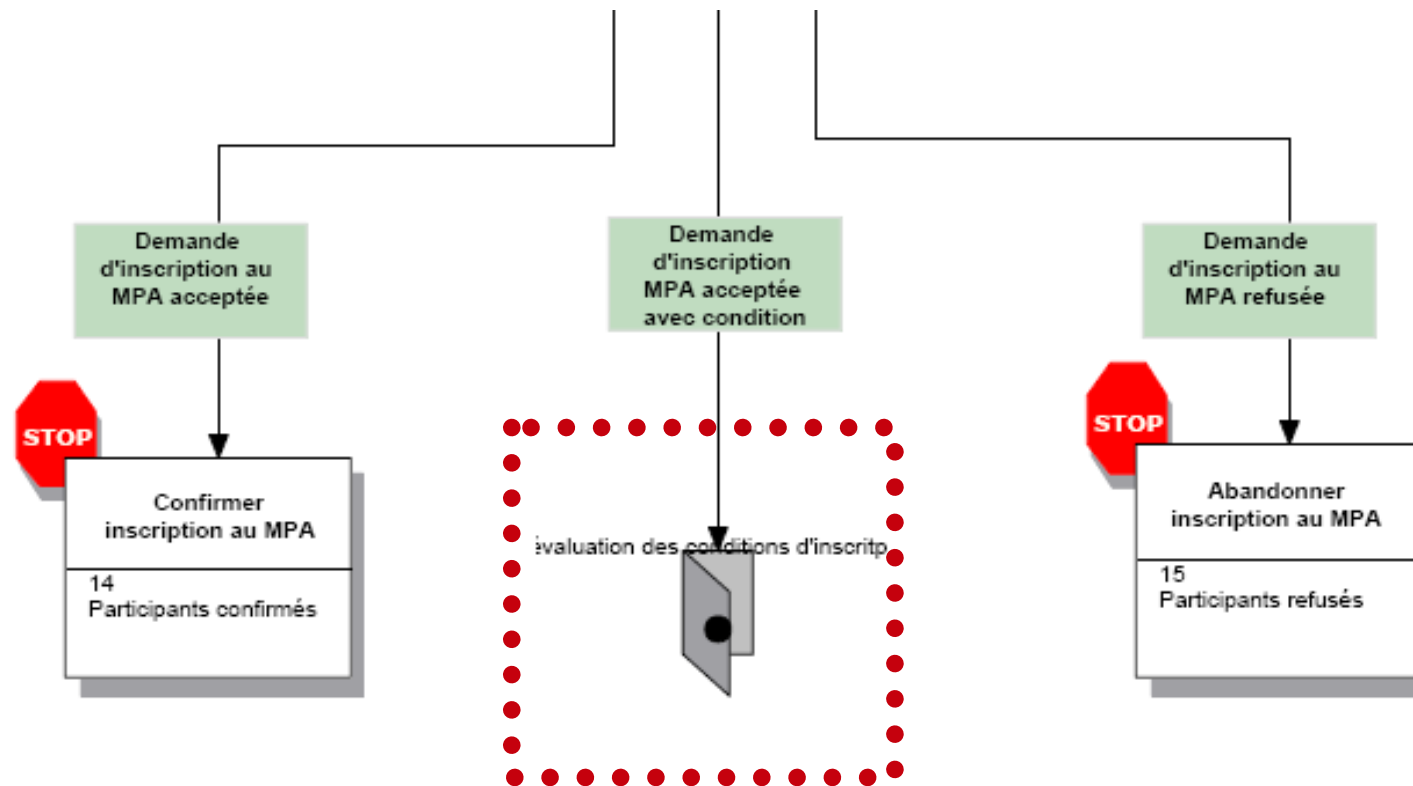 Demande
d'inscription au
MPA acceptée
Demande
d'inscription
MPA acceptée
avec condition
Demande
d'inscription au
MPA refusée
STOP
Confirmer
inscription au MPA
14
Participants confirmés
évaluation des conditions d'inscritp
STOP
Abandonner
inscription au MPA
15
Participants refusés